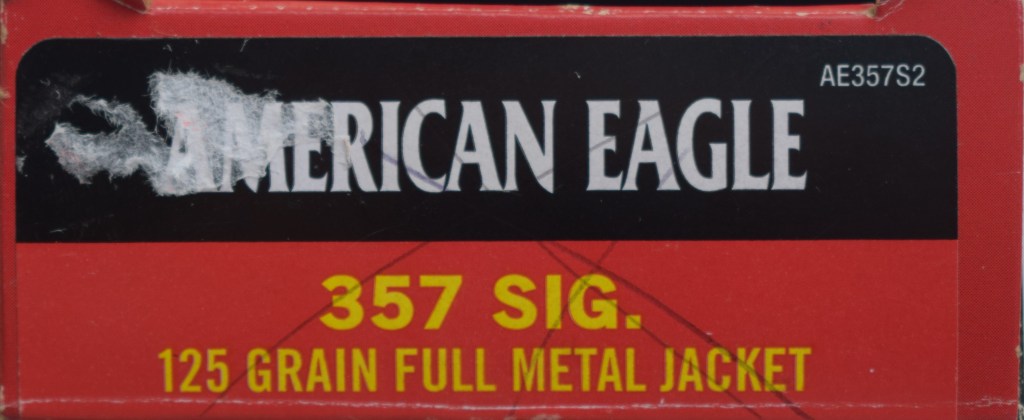 AE357S2
AMERICAN EAGLE
357 SIG.
125 GRAIN FULL METAL JACKET